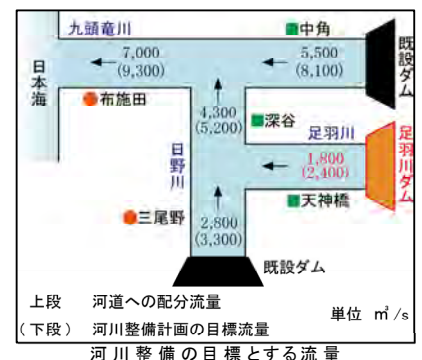 九頭竜川
■中角
日本海
7,000
(9,300)
5,500
(8,100)
既設ダム
●布施田
4,300
(5,200)
■深谷
足羽川
日野川
1,800
(2,400)
足羽川ダム
■天神橋
●三尾野
2,800
(3,300)
既設ダム
上段 河道への配分流量
(下段) 河川整備計画の目標流量
単位 ㎥/s
河川整備の目標とする流量